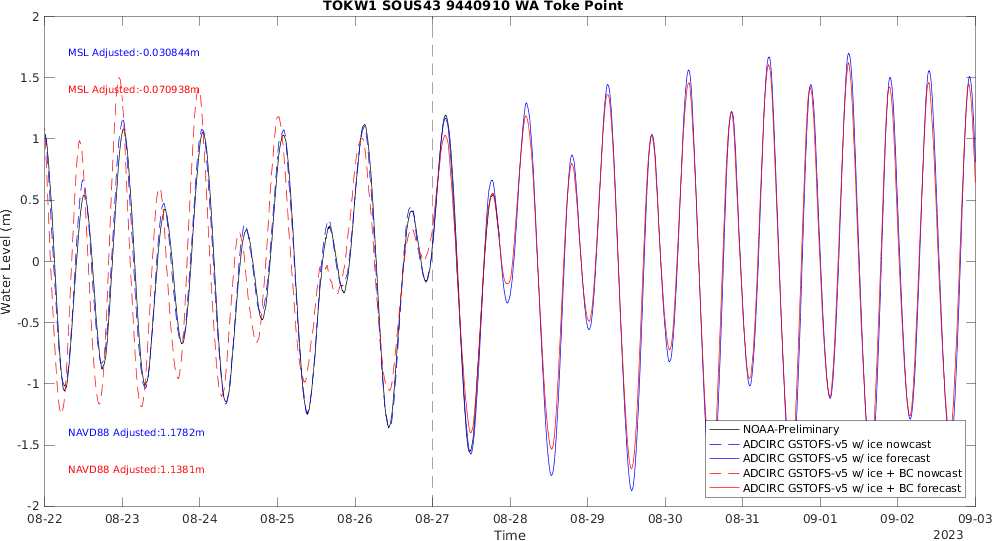 TOKW1 SOUS43 9440910 WA Toke Point
2
1.5
1
0.5
0
-0.5
-1
-1.5
-2
Water Level (m)
MSL Adjusted:-0.030844m
MSL Adjusted:-0.070938m
NAVD88 Adjusted:1.1782m
NAVD88 Adjusted:1.1381m
NOAA-Preliminary
ADCIRC GSTOFS-v5 w/ ice nowcast
ADCIRC GSTOFS-v5 w/ ice forecast
ADCIRC GSTOFS-v5 w/ ice + BC nowcast
ADCIRC GSTOFS-v5 w/ ice + BC forecast
08-22 08-23 08-24 08-25 08-26 08-27 08-28 08-29 08-30 08-31 09-01 09-02 09-03
Time
2023